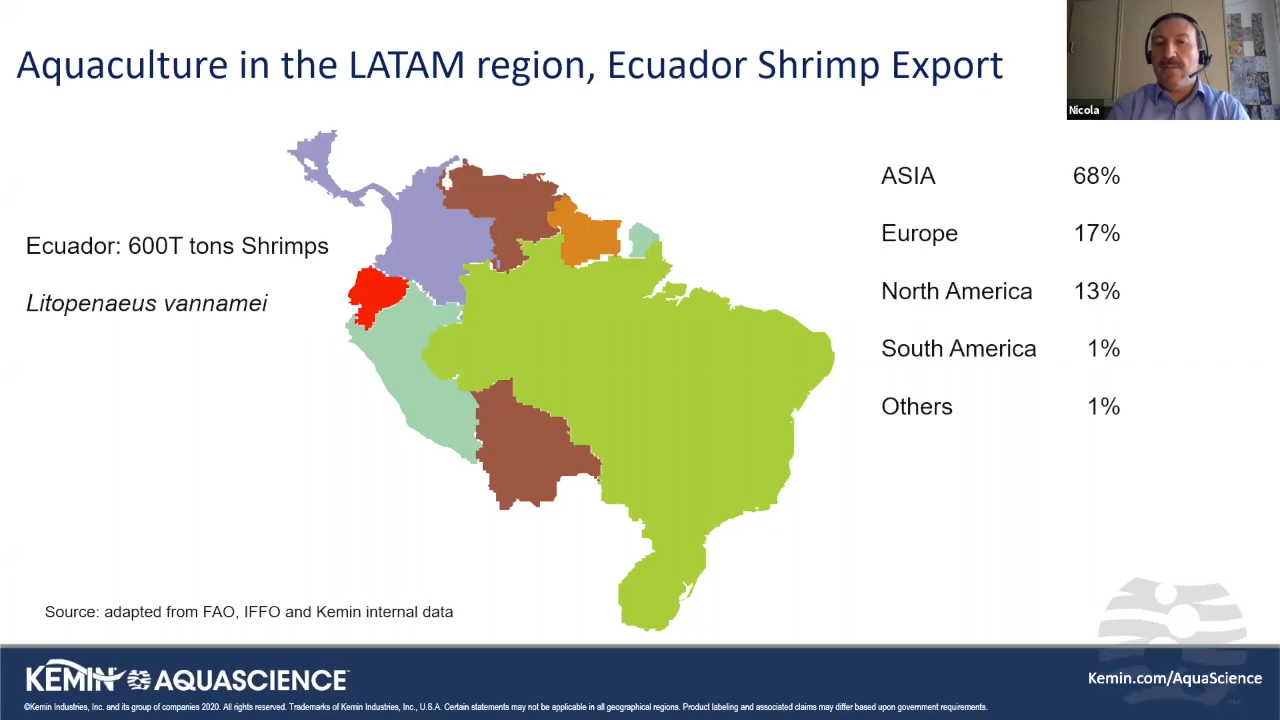 Aquaculture in the LATAM region, Ecuador Shrimp Export
Nicola
Ecuador: 600T tons Shrimps
Litopenaeus vannamei
ASIA 68%
Europe 17%
North America 13%
South America 1%
Others 1%
Source: adapted from FAO, IFFO and Kemin internal data
KEMIN AQUASCIENCE™
Kemin.com/AquaScience
©Kemin Industries, Inc. and its group of companies 2020. All rights reserved. Trademarks of Kemin Industries, Inc., U.S.A. Certain statements may not be applicable in all geographical regions. Product labeling and associated claims may differ based upon government requirements.